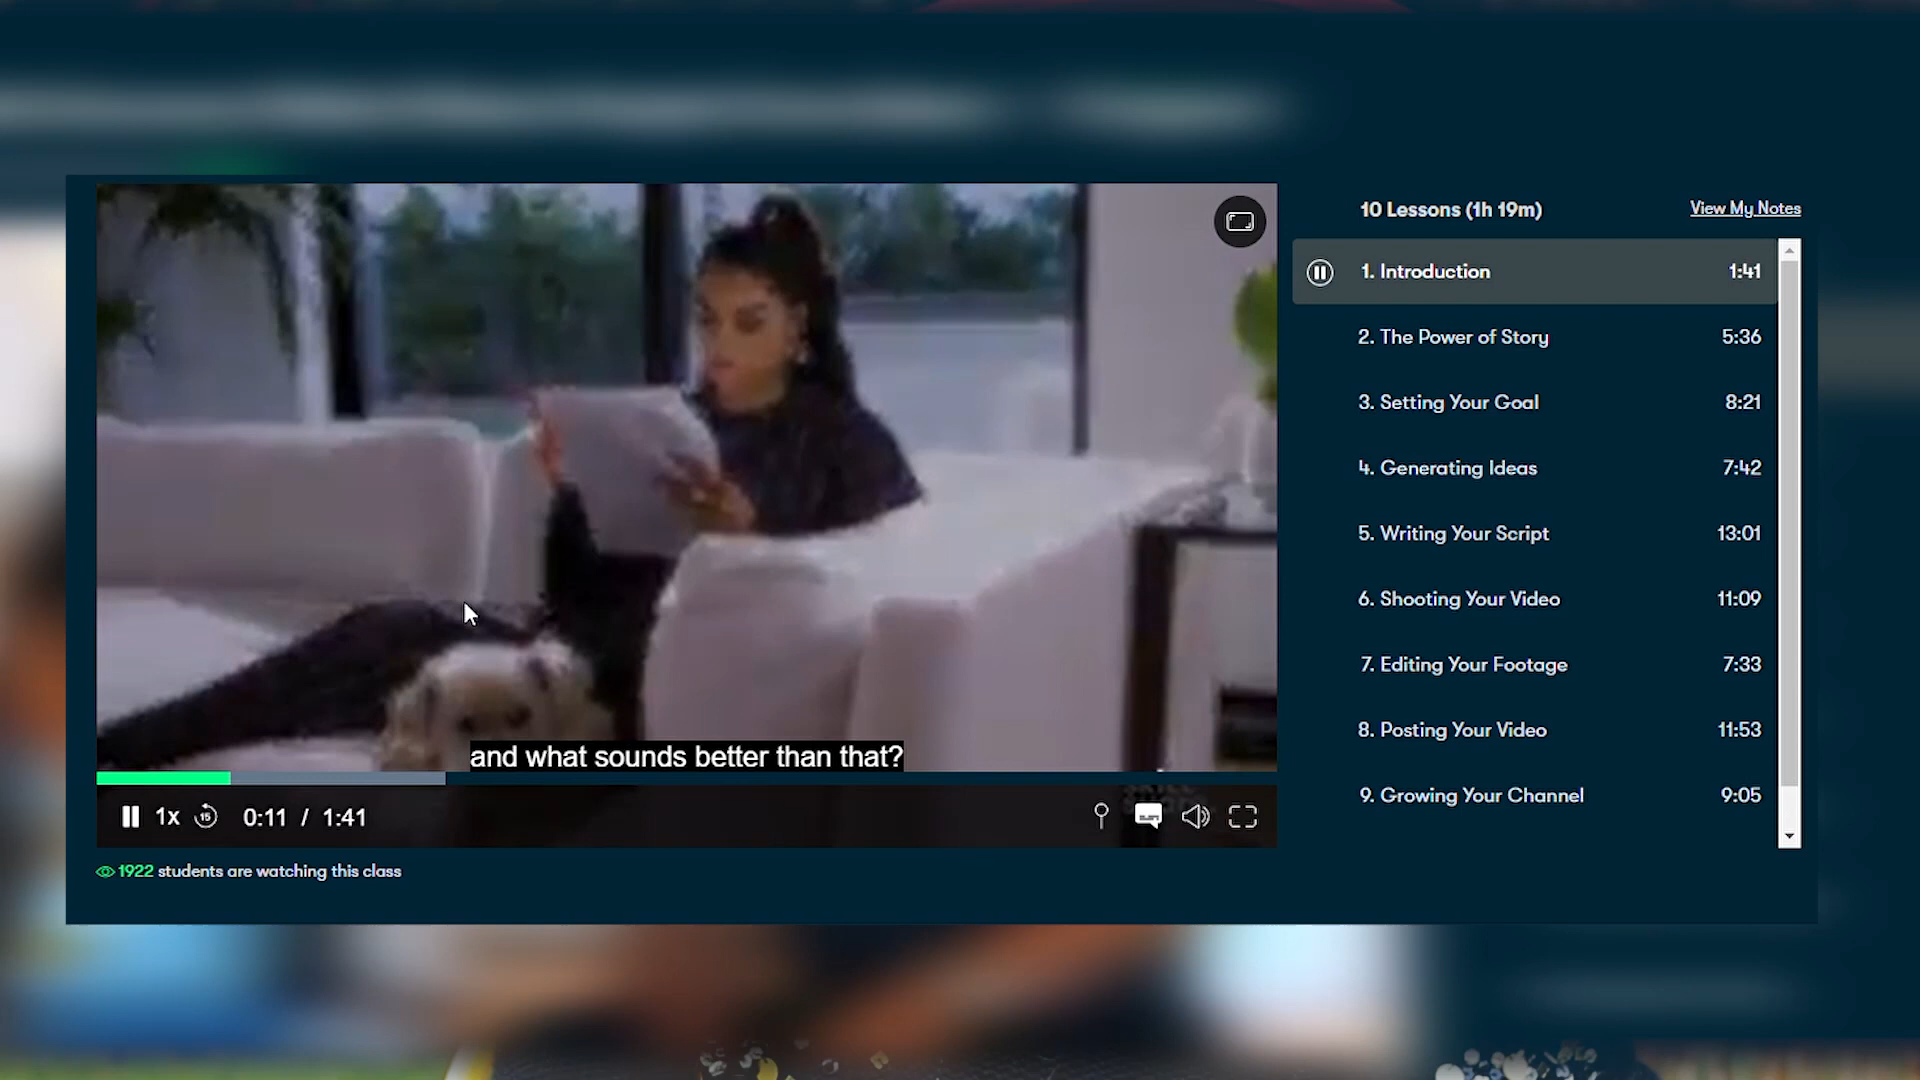 10 Lessons (1h 19m)
View My Notes
1. Introduction 1:41
2. The Power of Story 5:36
3. Setting Your Goal 8:21
4. Generating Ideas 7:42
5. Writing Your Script 13:01
6. Shooting Your Video 11:09
7. Editing Your Footage 7:33
8. Posting Your Video 11:53
9. Growing Your Channel 9:05
and what sounds better than that?
1x 15 0:11 / 1:41
1922 students are watching this class